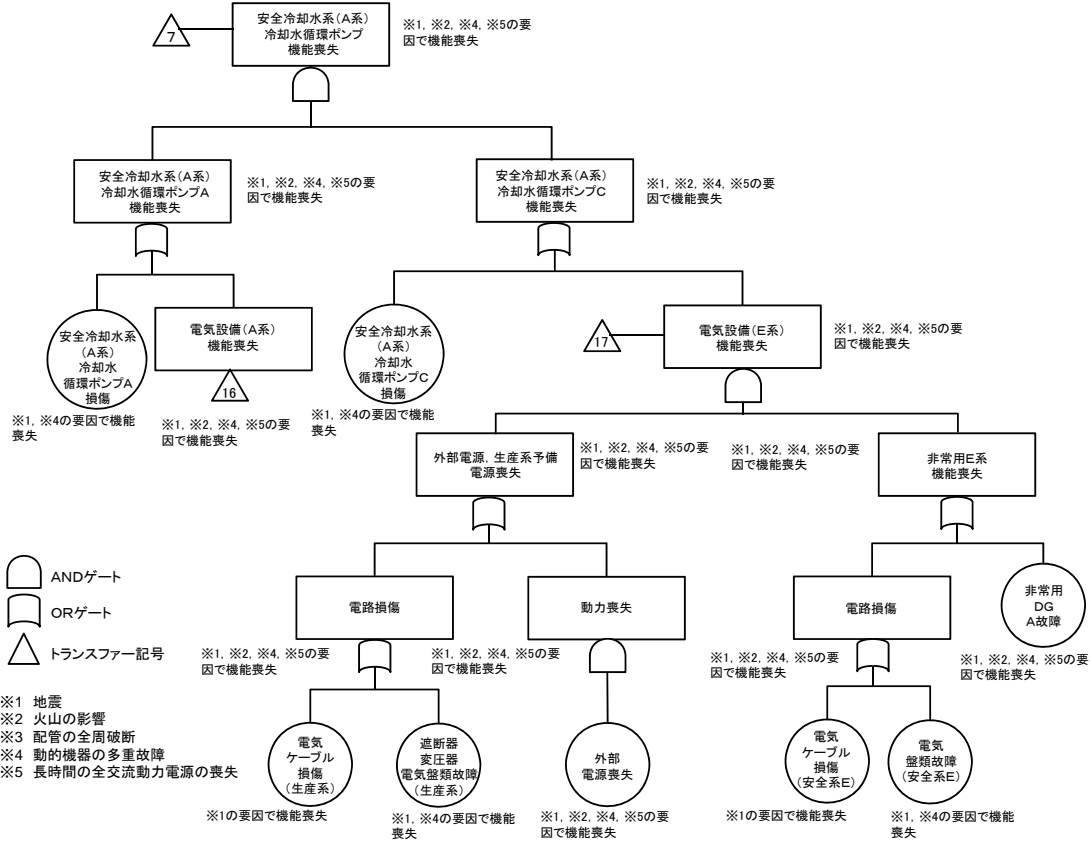 7
安全冷却水系(A系)
冷却水循環ポンプ
機能喪失
※1, ※2, ※4, ※5の要
因で機能喪失
安全冷却水系(A系)
冷却水循環ポンプA
機能喪失
※1, ※2, ※4, ※5の要
因で機能喪失
安全冷却水系(A系)
冷却水循環ポンプC
機能喪失
※1, ※2, ※4, ※5の要
因で機能喪失
安全冷却水系
(A系)
冷却水
循環ポンプA
損傷
※1, ※4の要因で機能
喪失
電気設備(A系)
機能喪失
16
※1, ※2, ※4, ※5の要
因で機能喪失
安全冷却水系
(A系)
冷却水
循環ポンプC
損傷
※1, ※4の要因で機能
喪失
17
電気設備(E系)
機能喪失
※1, ※2, ※4, ※5の要
因で機能喪失
外部電源, 生産系予備
電源喪失
※1, ※2, ※4, ※5の要
因で機能喪失
※1, ※2, ※4, ※5の要
因で機能喪失
非常用E系
機能喪失
電路損傷
※1, ※2, ※4, ※5の要
因で機能喪失
動力喪失
※1, ※2, ※4, ※5の要
因で機能喪失
電路損傷
※1, ※2, ※4, ※5の要
因で機能喪失
非常用
DG
A故障
※1, ※2, ※4, ※5の要
因で機能喪失
電気
ケーブル
損傷
(生産系)
※1の要因で機能喪失
遮断器
変圧器
電気盤類故障
(生産系)
※1, ※4の要因で機能
喪失
外部
電源喪失
※1, ※2, ※4, ※5の要
因で機能喪失
電気
ケーブル
損傷
(安全系E)
※1の要因で機能喪失
電気
盤類故障
(安全系E)
※1, ※4の要因で機能
喪失
ANDゲート
ORゲート
トランスファー記号
※1 地震
※2 火山の影響
※3 配管の全周破断
※4 動的機器の多重故障
※5 長時間の全交流動力電源の喪失